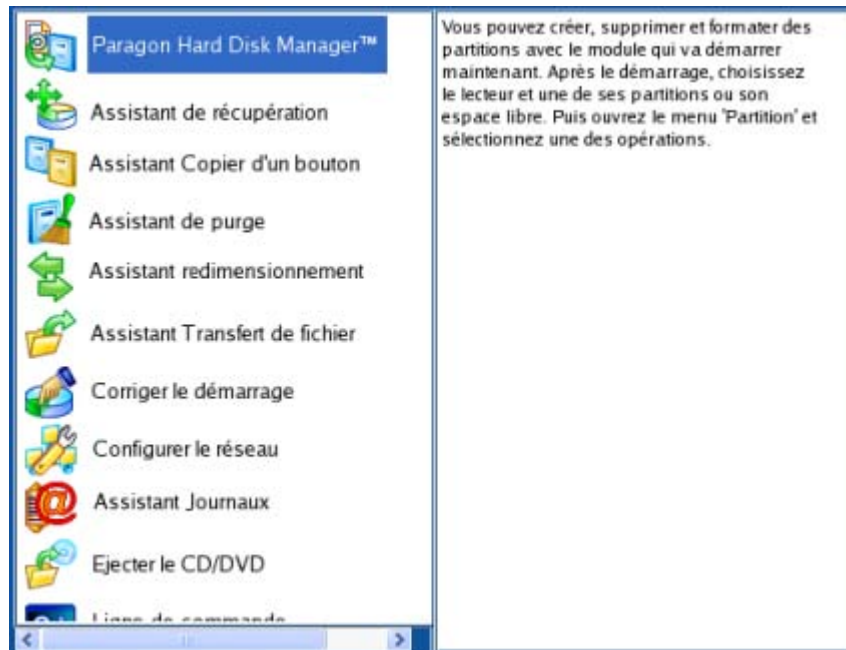 Paragon Hard Disk Manager™
Assistant de récupération
Assistant Copier d'un bouton
Assistant de purge
Assistant redimensionnement
Assistant Transfert de fichier
Corriger le démarrage
Configurer le réseau
Assistant Journaux
Ejecter le CD/DVD
Ligne de commande
Vous pouvez créer, supprimer et formater des
partitions avec le module qui va démarrer
maintenant. Après le démarrage, choisissez
le lecteur et une de ses partitions ou son
espace libre. Puis ouvrez le menu 'Partition' et
sélectionnez une des opérations.